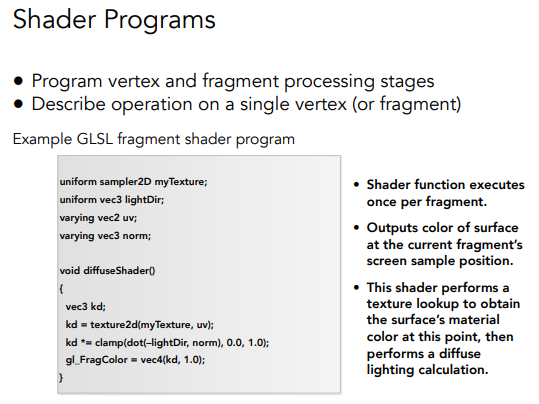 Shader Programs
● Program vertex and fragment processing stages
● Describe operation on a single vertex (or fragment)
Example GLSL fragment shader program
uniform sampler2D myTexture;
uniform vec3 lightDir;
varying vec2 uv;
varying vec3 norm;
void diffuseShader()
{
vec3 kd;
kd = texture2d(myTexture, uv);
kd *= clamp(dot(–lightDir, norm), 0.0, 1.0);
gl_FragColor = vec4(kd, 1.0);
}
• Shader function executes
once per fragment.
• Outputs color of surface
at the current fragment’s
screen sample position.
• This shader performs a
texture lookup to obtain
the surface’s material
color at this point, then
performs a diffuse
lighting calculation.